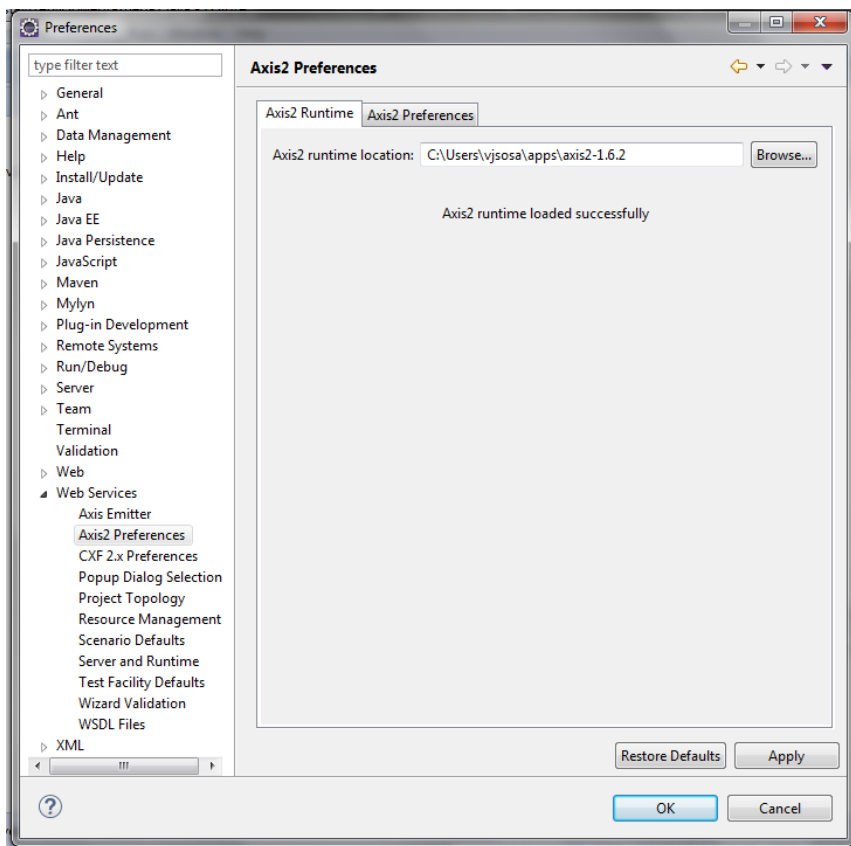 Preferences
type filter text
Axis2 Preferences
General
Ant
Data Management
Help
Install/Update
Java
Java EE
Java Persistence
JavaScript
Maven
Mylyn
Plug-in Development
Remote Systems
Run/Debug
Server
Team
Terminal
Validation
Web
Web Services
Axis Emitter
Axis2 Preferences
CXF 2.x Preferences
Popup Dialog Selection
Project Topology
Resource Management
Scenario Defaults
Server and Runtime
Test Facility Defaults
Wizard Validation
WSDL Files
XML
Axis2 Runtime
Axis2 Preferences
Axis2 runtime location: C:\Users\vjsosa\apps\axis2-1.6.2 Browse...
Axis2 runtime loaded successfully
Restore Defaults Apply
OK Cancel